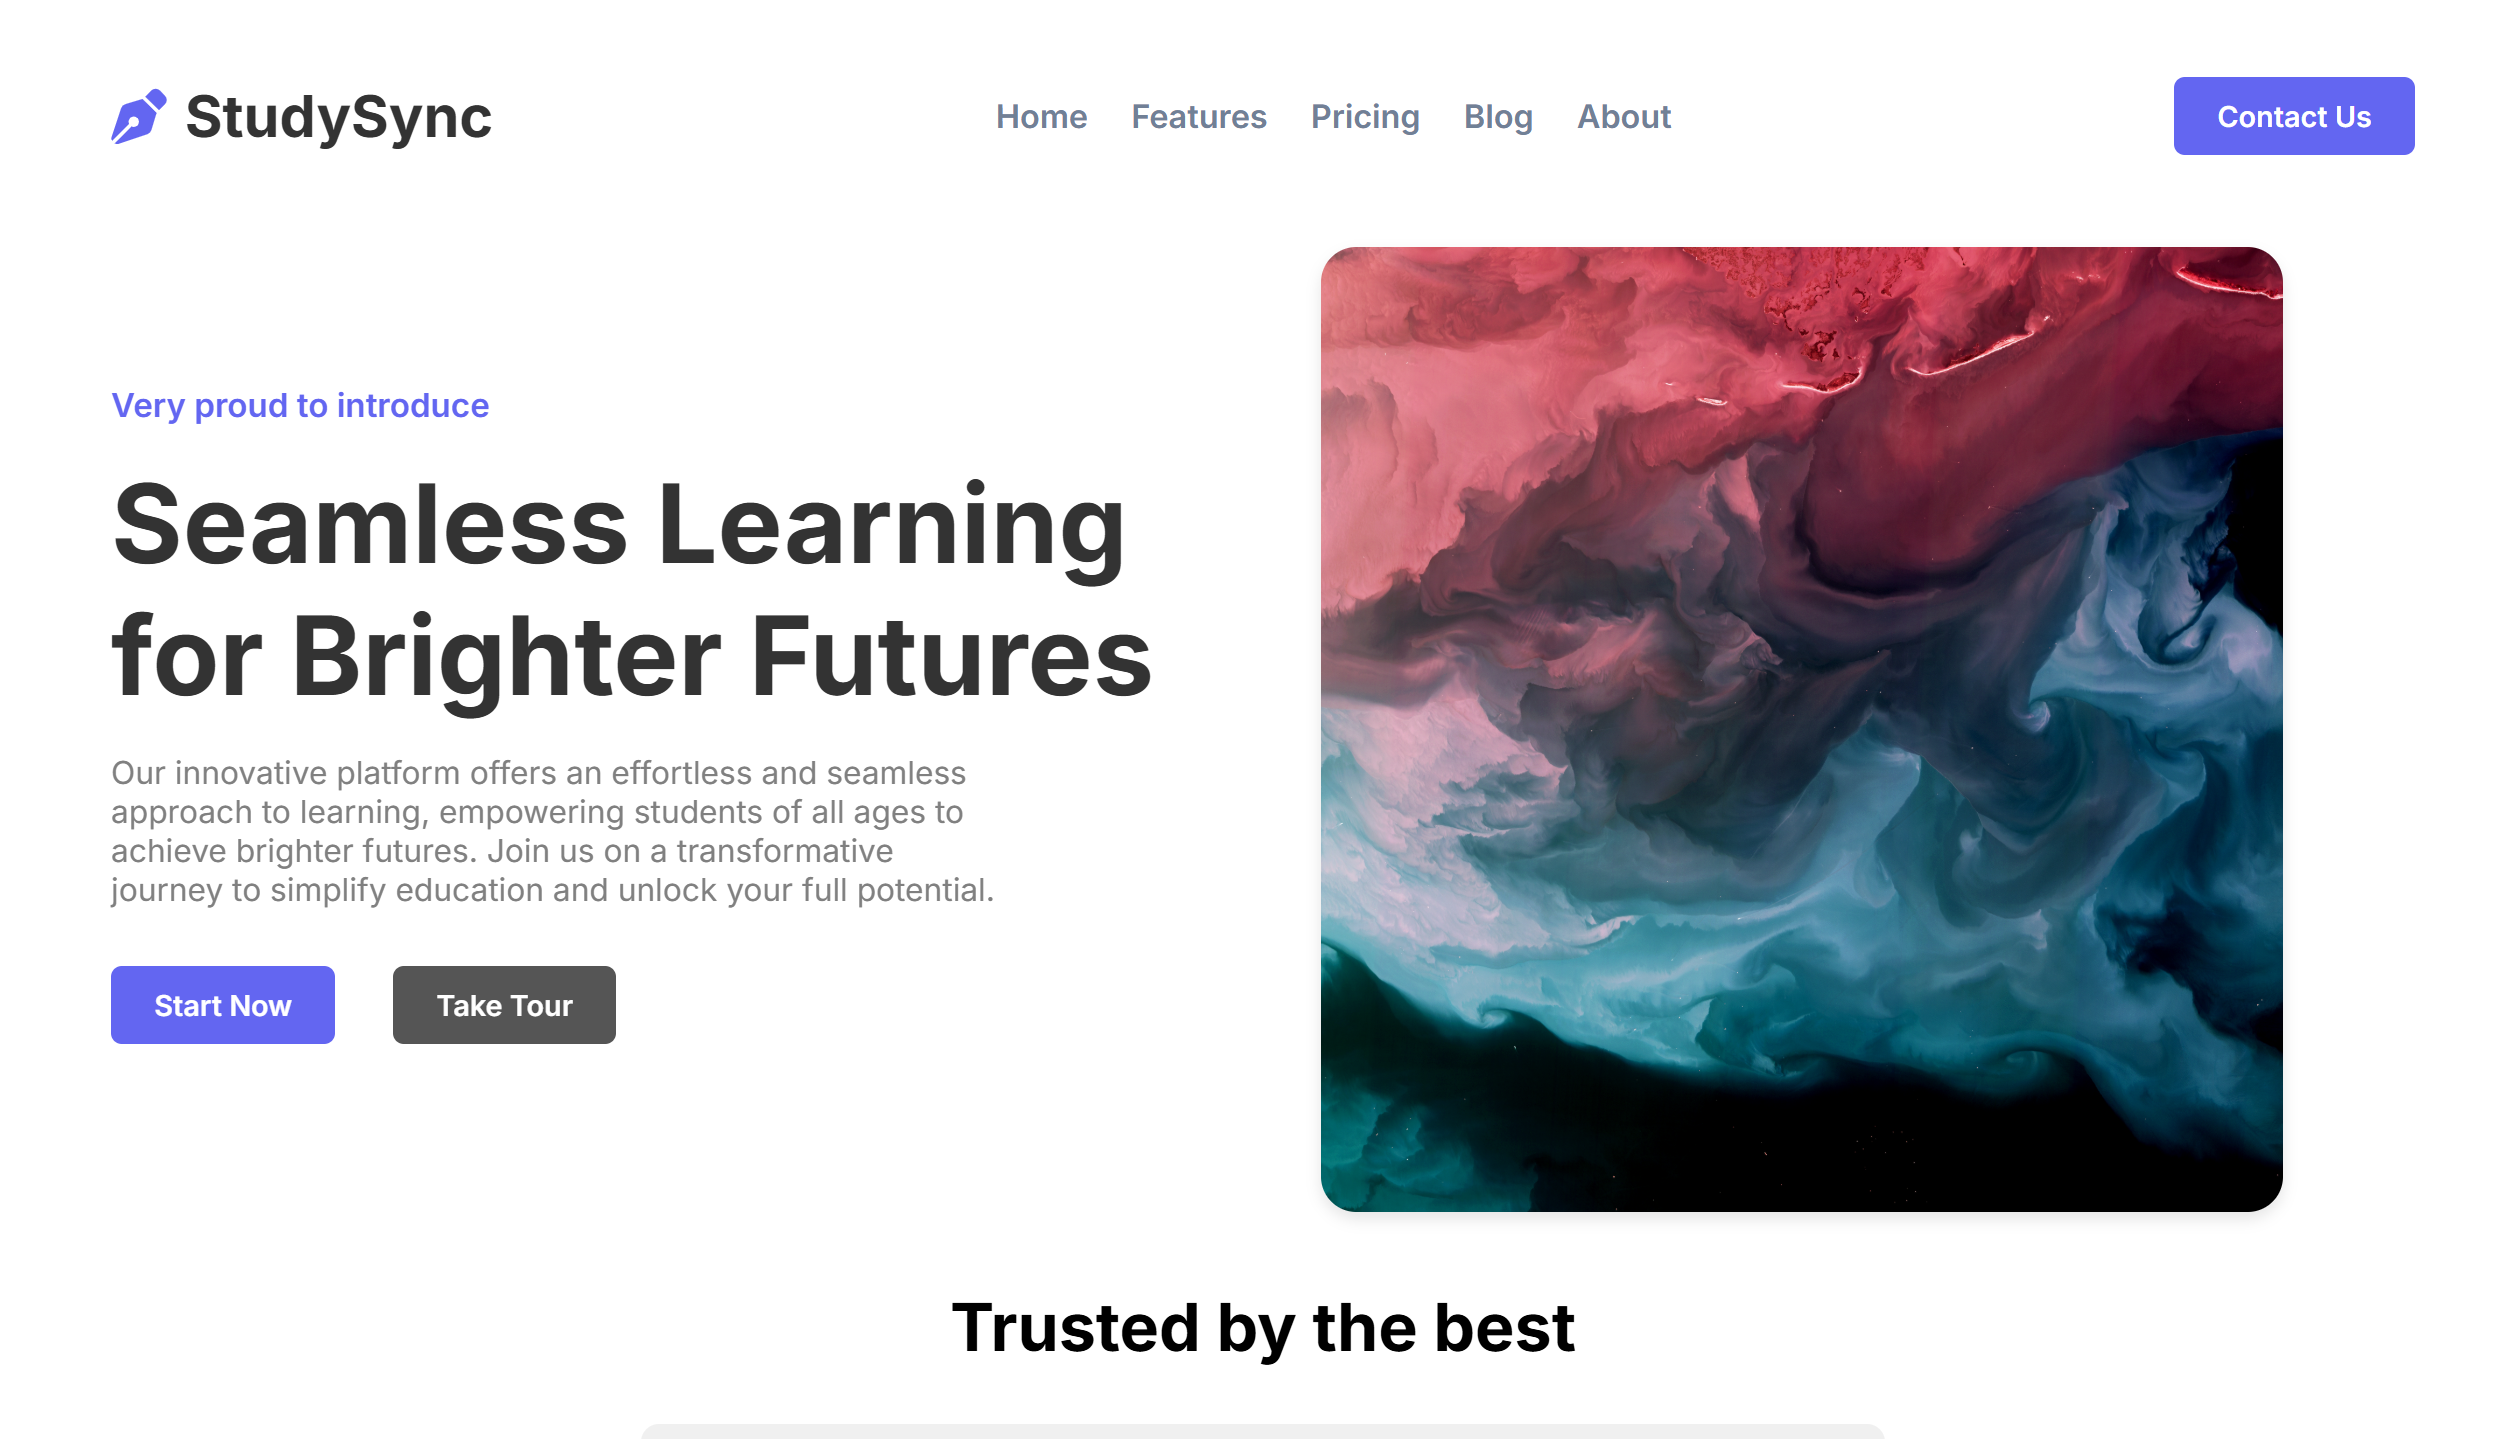 StudySync
Home Features Pricing Blog About
Contact Us
Very proud to introduce
Seamless Learning
for Brighter Futures
Our innovative platform offers an effortless and seamless
approach to learning, empowering students of all ages to
achieve brighter futures. Join us on a transformative
journey to simplify education and unlock your full potential.
Start Now
Take Tour
Trusted by the best